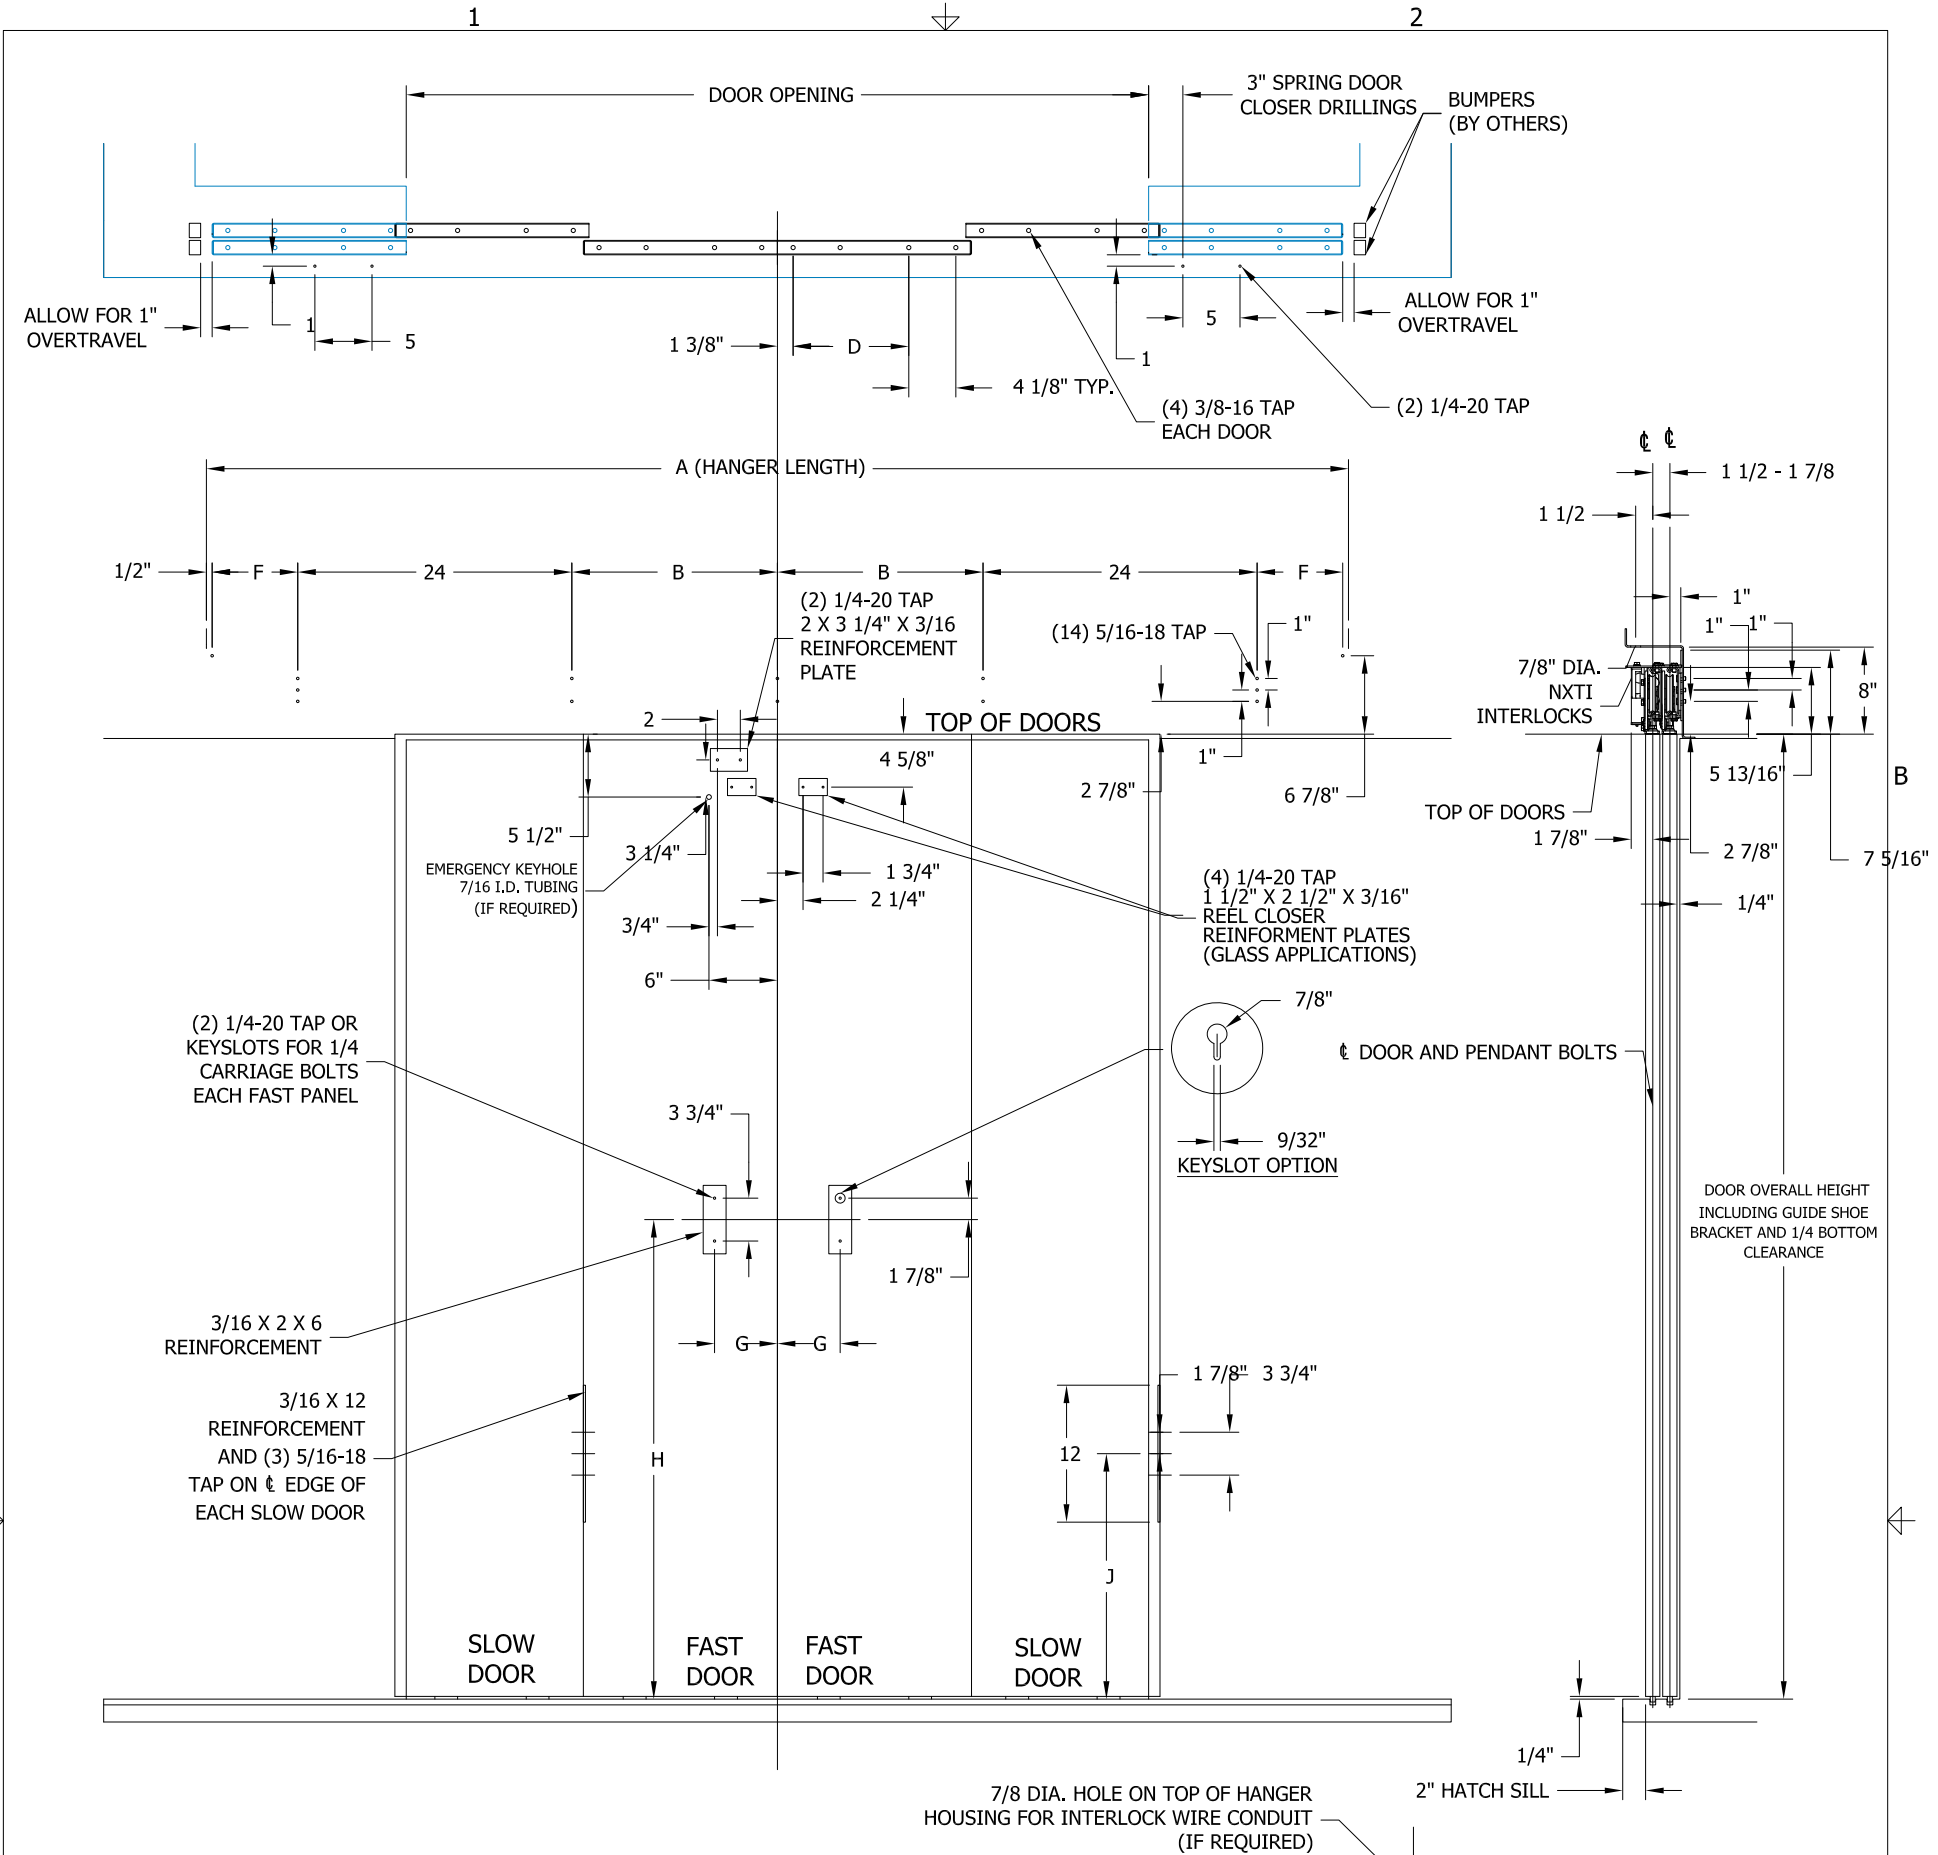 1
2
DOOR OPENING
3" SPRING DOOR
CLOSER DRILLINGS
BUMPERS
(BY OTHERS)
ALLOW FOR 1"
OVERTRAVEL
1
5
1 3/8"
D
4 1/8" TYP.
1
5
ALLOW FOR 1"
OVERTRAVEL
(4) 3/8-16 TAP
EACH DOOR
(2) 1/4-20 TAP
A (HANGER LENGTH)
℄ ℄
1 1/2 - 1 7/8
1 1/2
1/2"
F
24
B
B
24
F
(2) 1/4-20 TAP
2 X 3 1/4" X 3/16
REINFORCEMENT
PLATE
(14) 5/16-18 TAP
1"
1"
1"
1"
7/8" DIA.
NXTI
INTERLOCKS
8"
2
TOP OF DOORS
4 5/8"
1"
2 7/8"
6 7/8"
5 13/16"
B
TOP OF DOORS
1 7/8"
2 7/8"
7 5/16"
5 1/2"
3 1/4"
EMERGENCY KEYHOLE
7/16 I.D. TUBING
(IF REQUIRED)
1 3/4"
2 1/4"
3/4"
6"
(4) 1/4-20 TAP
1 1/2" X 2 1/2" X 3/16"
REEL CLOSER
REINFORMENT PLATES
(GLASS APPLICATIONS)
1/4"
(2) 1/4-20 TAP OR
KEYSLOTS FOR 1/4
CARRIAGE BOLTS
EACH FAST PANEL
7/8"
℄ DOOR AND PENDANT BOLTS
3 3/4"
9/32"
KEYSLOT OPTION
DOOR OVERALL HEIGHT
INCLUDING GUIDE SHOE
BRACKET AND 1/4 BOTTOM
CLEARANCE
1 7/8"
3/16 X 2 X 6
REINFORCEMENT
G
G
1 7/8"
3 3/4"
3/16 X 12
REINFORCEMENT
AND (3) 5/16-18
TAP ON ℄ EDGE OF
EACH SLOW DOOR
H
12
J
SLOW
DOOR
FAST
DOOR
FAST
DOOR
SLOW
DOOR
1/4"
2" HATCH SILL
7/8 DIA. HOLE ON TOP OF HANGER
HOUSING FOR INTERLOCK WIRE CONDUIT
(IF REQUIRED)